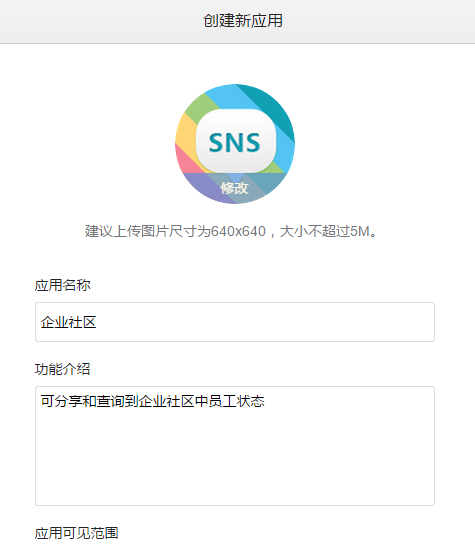 创建新应用
SNS
修改
建议上传图片尺寸为640x640，大小不超过5M。
应用名称
企业社区
功能介绍
可分享和查询到企业社区中员工状态
应用可见范围